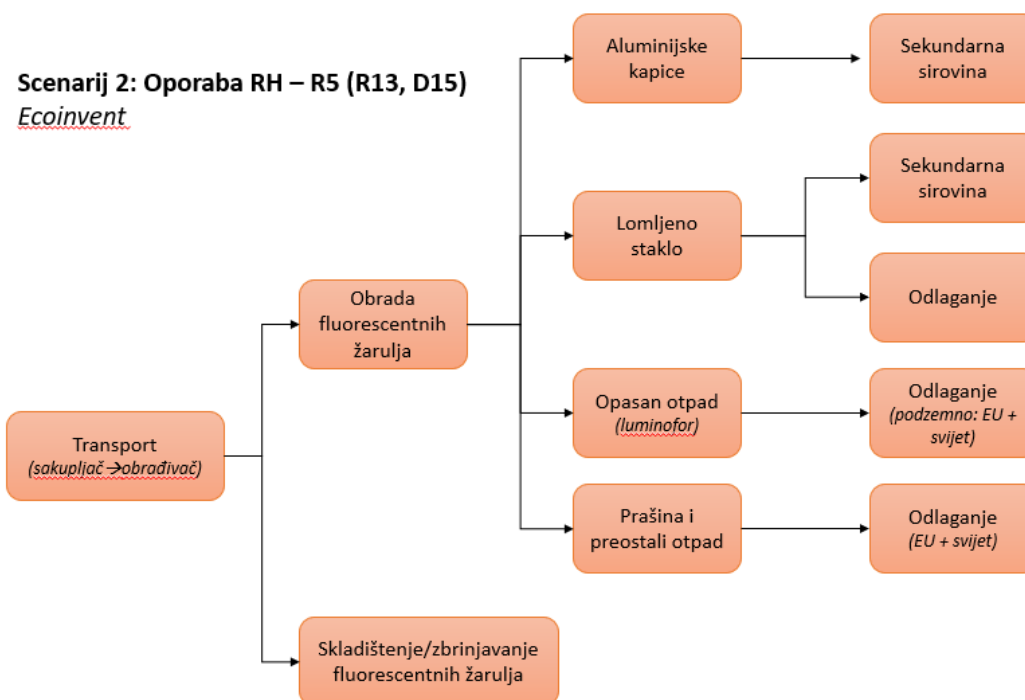 Scenarij 2: Oporaba RH – R5 (R13, D15)
Ecoinvent
Transport
(sakupljač→obrađivač)
Obrada
fluorescentnih
žarulja
Skladištenje/zbrinjavanje
fluorescentnih žarulja
Aluminijske
kapice
Lomljeno
staklo
Opasan otpad
(luminofor)
Prašina i
preostali otpad
Sekundarna
sirovina
Sekundarna
sirovina
Odlaganje
Odlaganje
(podzemno: EU +
svijet)
Odlaganje
(EU + svijet)